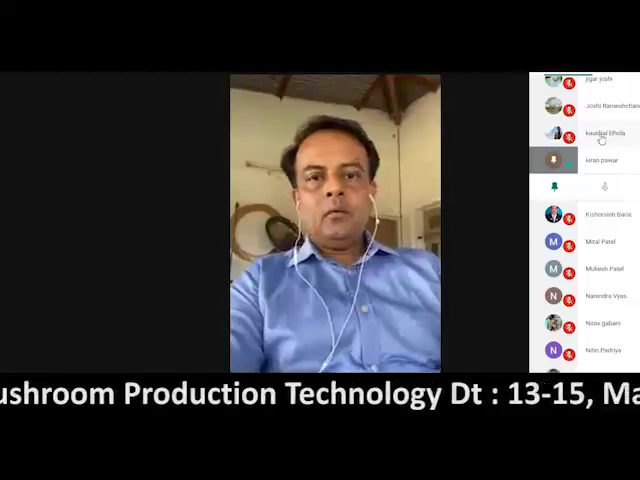 jigar joshi
Joshi Rameshchan
kaushal Dhola
kiran pawar
Kishorsinh Baria
M Mital Patel
M Mukesh Patel
N Narendra Vyas
Nisv gabani
N Nitin Padriya
ushroom Production Technology Dt : 13-15, Ma